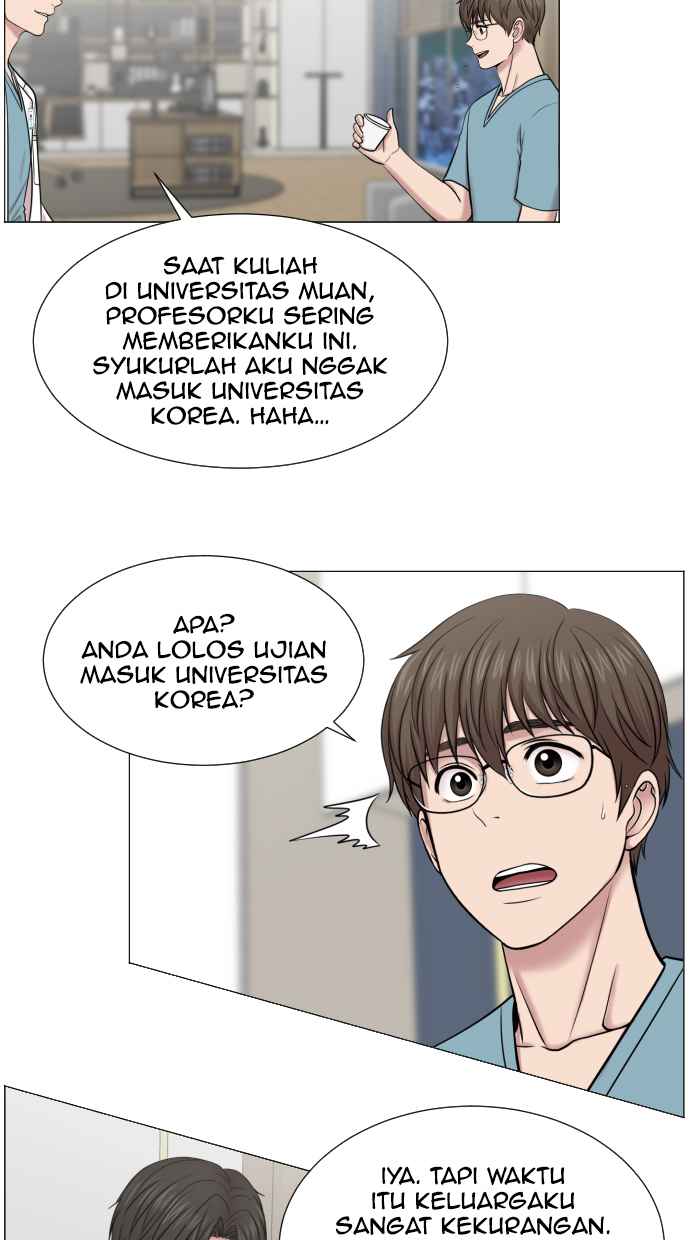 SAAT KULIAH
DI UNIVERSITAS MUAN,
PROFESORKU SERING
MEMBERIKANKU INI.
SYUKURLAH AKU NGGAK
MASUK UNIVERSITAS
KOREA. HAHA...
APA?
ANDA LOLOS UJIAN
MASUK UNIVERSITAS
KOREA?
IYA. TAPI WAKTU
ITU KELUARGAKU
SANGAT KEKURANGAN.